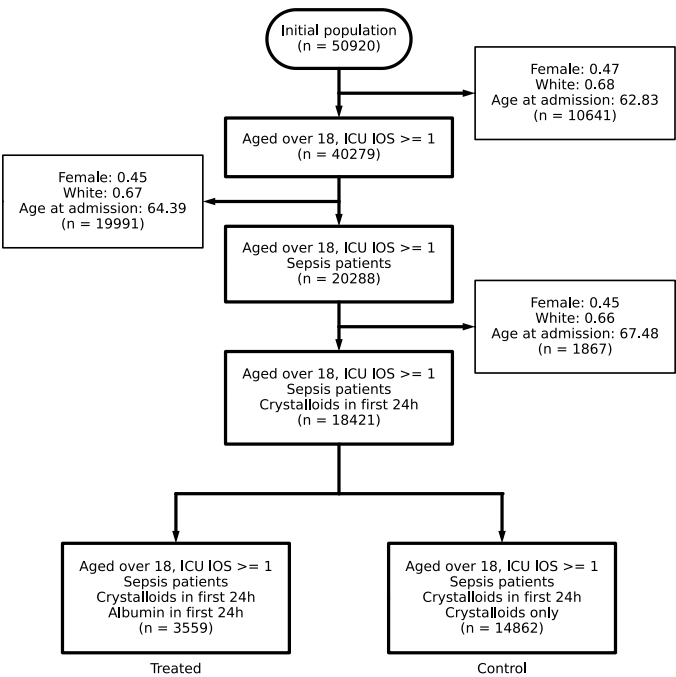 Initial population
(n = 50920)
Female: 0.47
White: 0.68
Age at admission: 62.83
(n = 10641)
Aged over 18, ICU IOS >= 1
(n = 40279)
Female: 0.45
White: 0.67
Age at admission: 64.39
(n = 19991)
Aged over 18, ICU IOS >= 1
Sepsis patients
(n = 20288)
Female: 0.45
White: 0.66
Age at admission: 67.48
(n = 1867)
Aged over 18, ICU IOS >= 1
Sepsis patients
Crystalloids in first 24h
(n = 18421)
Aged over 18, ICU IOS >= 1
Sepsis patients
Crystalloids in first 24h
Albumin in first 24h
(n = 3559)
Treated
Aged over 18, ICU IOS >= 1
Sepsis patients
Crystalloids in first 24h
Crystalloids only
(n = 14862)
Control